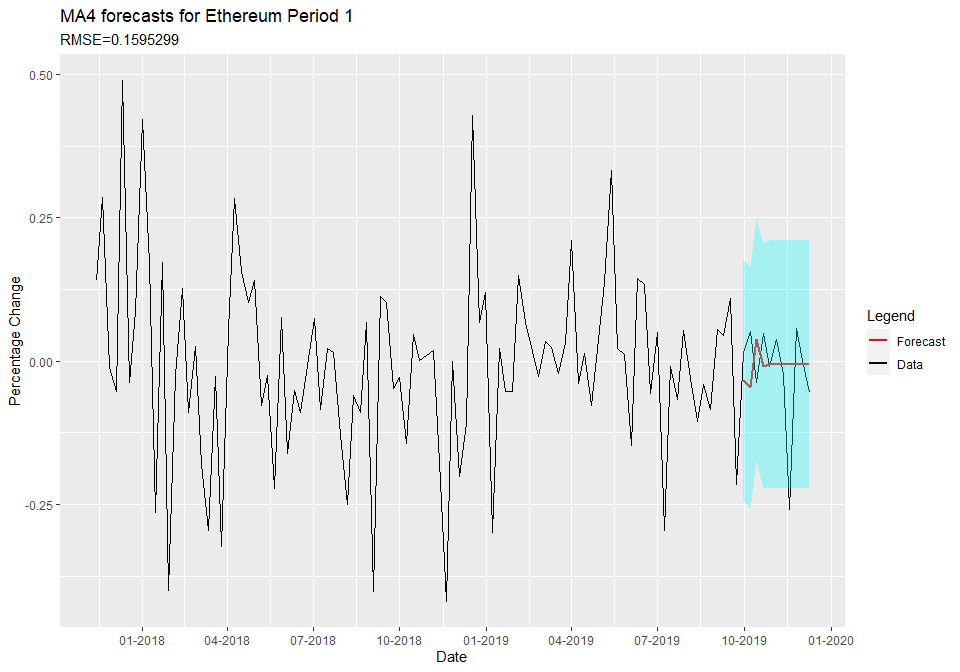 MA4 forecasts for Ethereum Period 1
RMSE=0.1595299
0.50
0.25
0.00
-0.25
Percentage Change
01-2018 04-2018 07-2018 10-2018 01-2019 04-2019 07-2019 10-2019 01-2020
Date
Legend
Forecast
Data